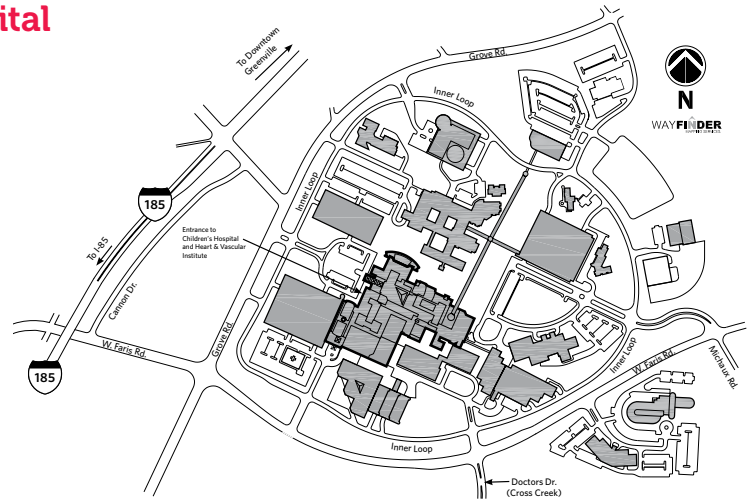 ital
To Downtown
Greenville
Grove Rd.
Inner Loop
N
WAYFINDER
185
Inner Loop
Entrance to
Children's Hospital
and Heart & Vascular
Institute
To I-85
Cannon Dr.
Grove Rd.
W. Faris Rd.
185
Inner Loop
W. Faris Rd.
Michaux Rd.
Inner Loop
Doctors Dr.
(Cross Creek)